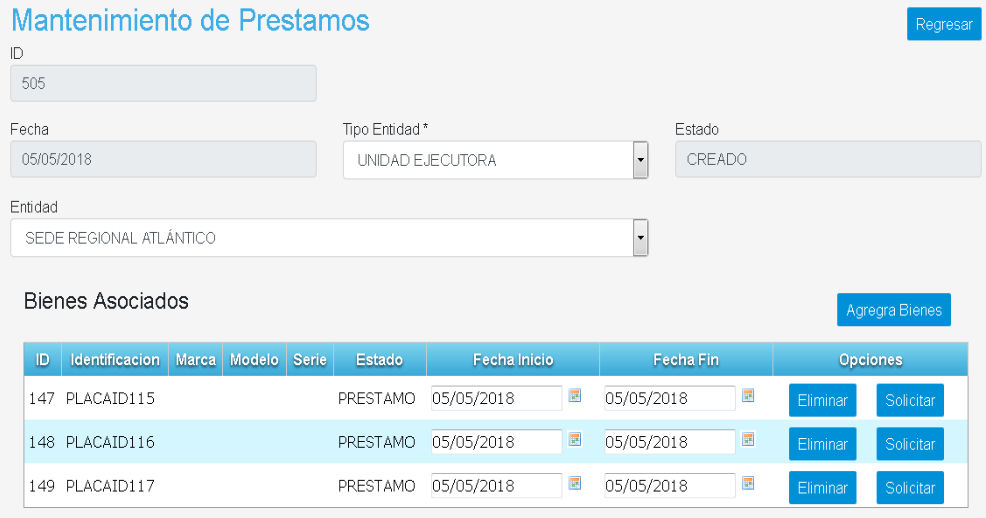 Mantenimiento de Prestamos
Regresar
ID
505
Fecha Tipo Entidad * Estado
05/05/2018 UNIDAD EJECUTORA CREADO
Entidad
SEDE REGIONAL ATLÁNTICO
Bienes Asociados
Agregra Bienes
ID Identificacion Marca Modelo Serie Estado Fecha Inicio Fecha Fin Opciones
147 PLACAID115 PRESTAMO 05/05/2018 05/05/2018 Eliminar Solicitar
148 PLACAID116 PRESTAMO 05/05/2018 05/05/2018 Eliminar Solicitar
149 PLACAID117 PRESTAMO 05/05/2018 05/05/2018 Eliminar Solicitar